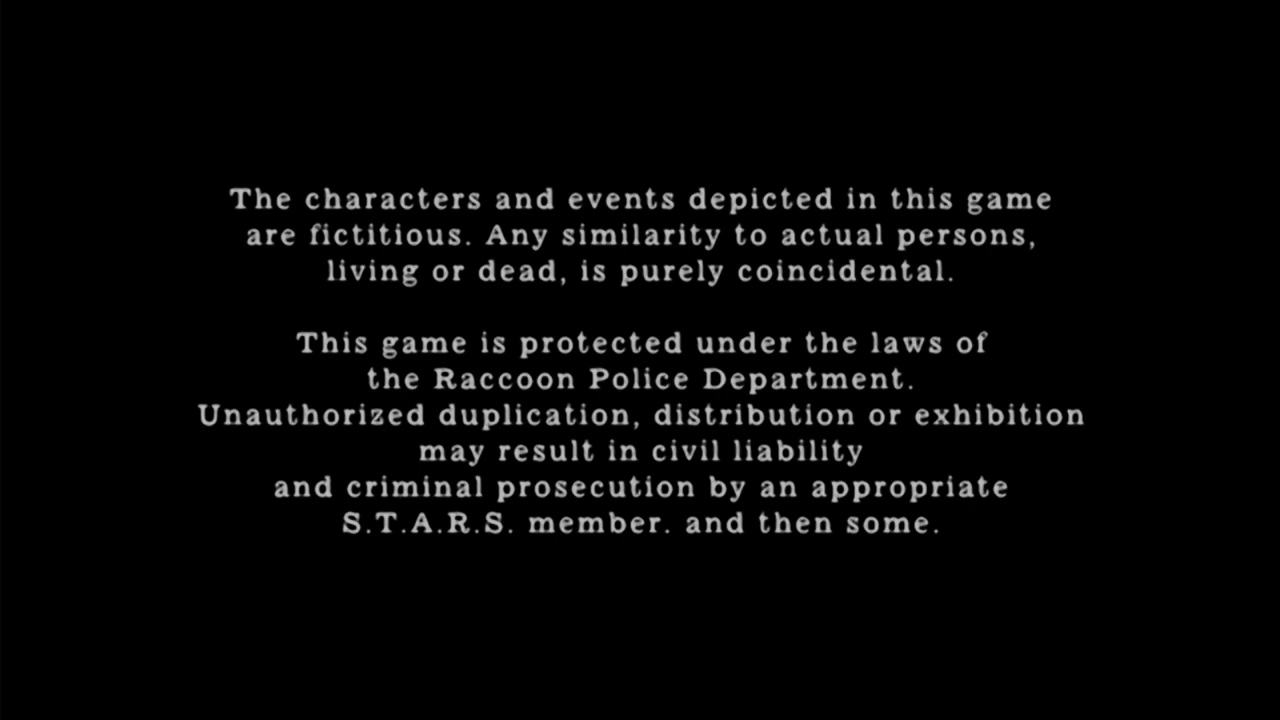 The characters and events depicted in this game
are fictitious. Any similarity to actual persons,
living or dead, is purely coincidental.
This game is protected under the laws of
the Raccoon Police Department.
Unauthorized duplication, distribution or exhibition
may result in civil liability
and criminal prosecution by an appropriate
S.T.A.R.S. member. and then some.